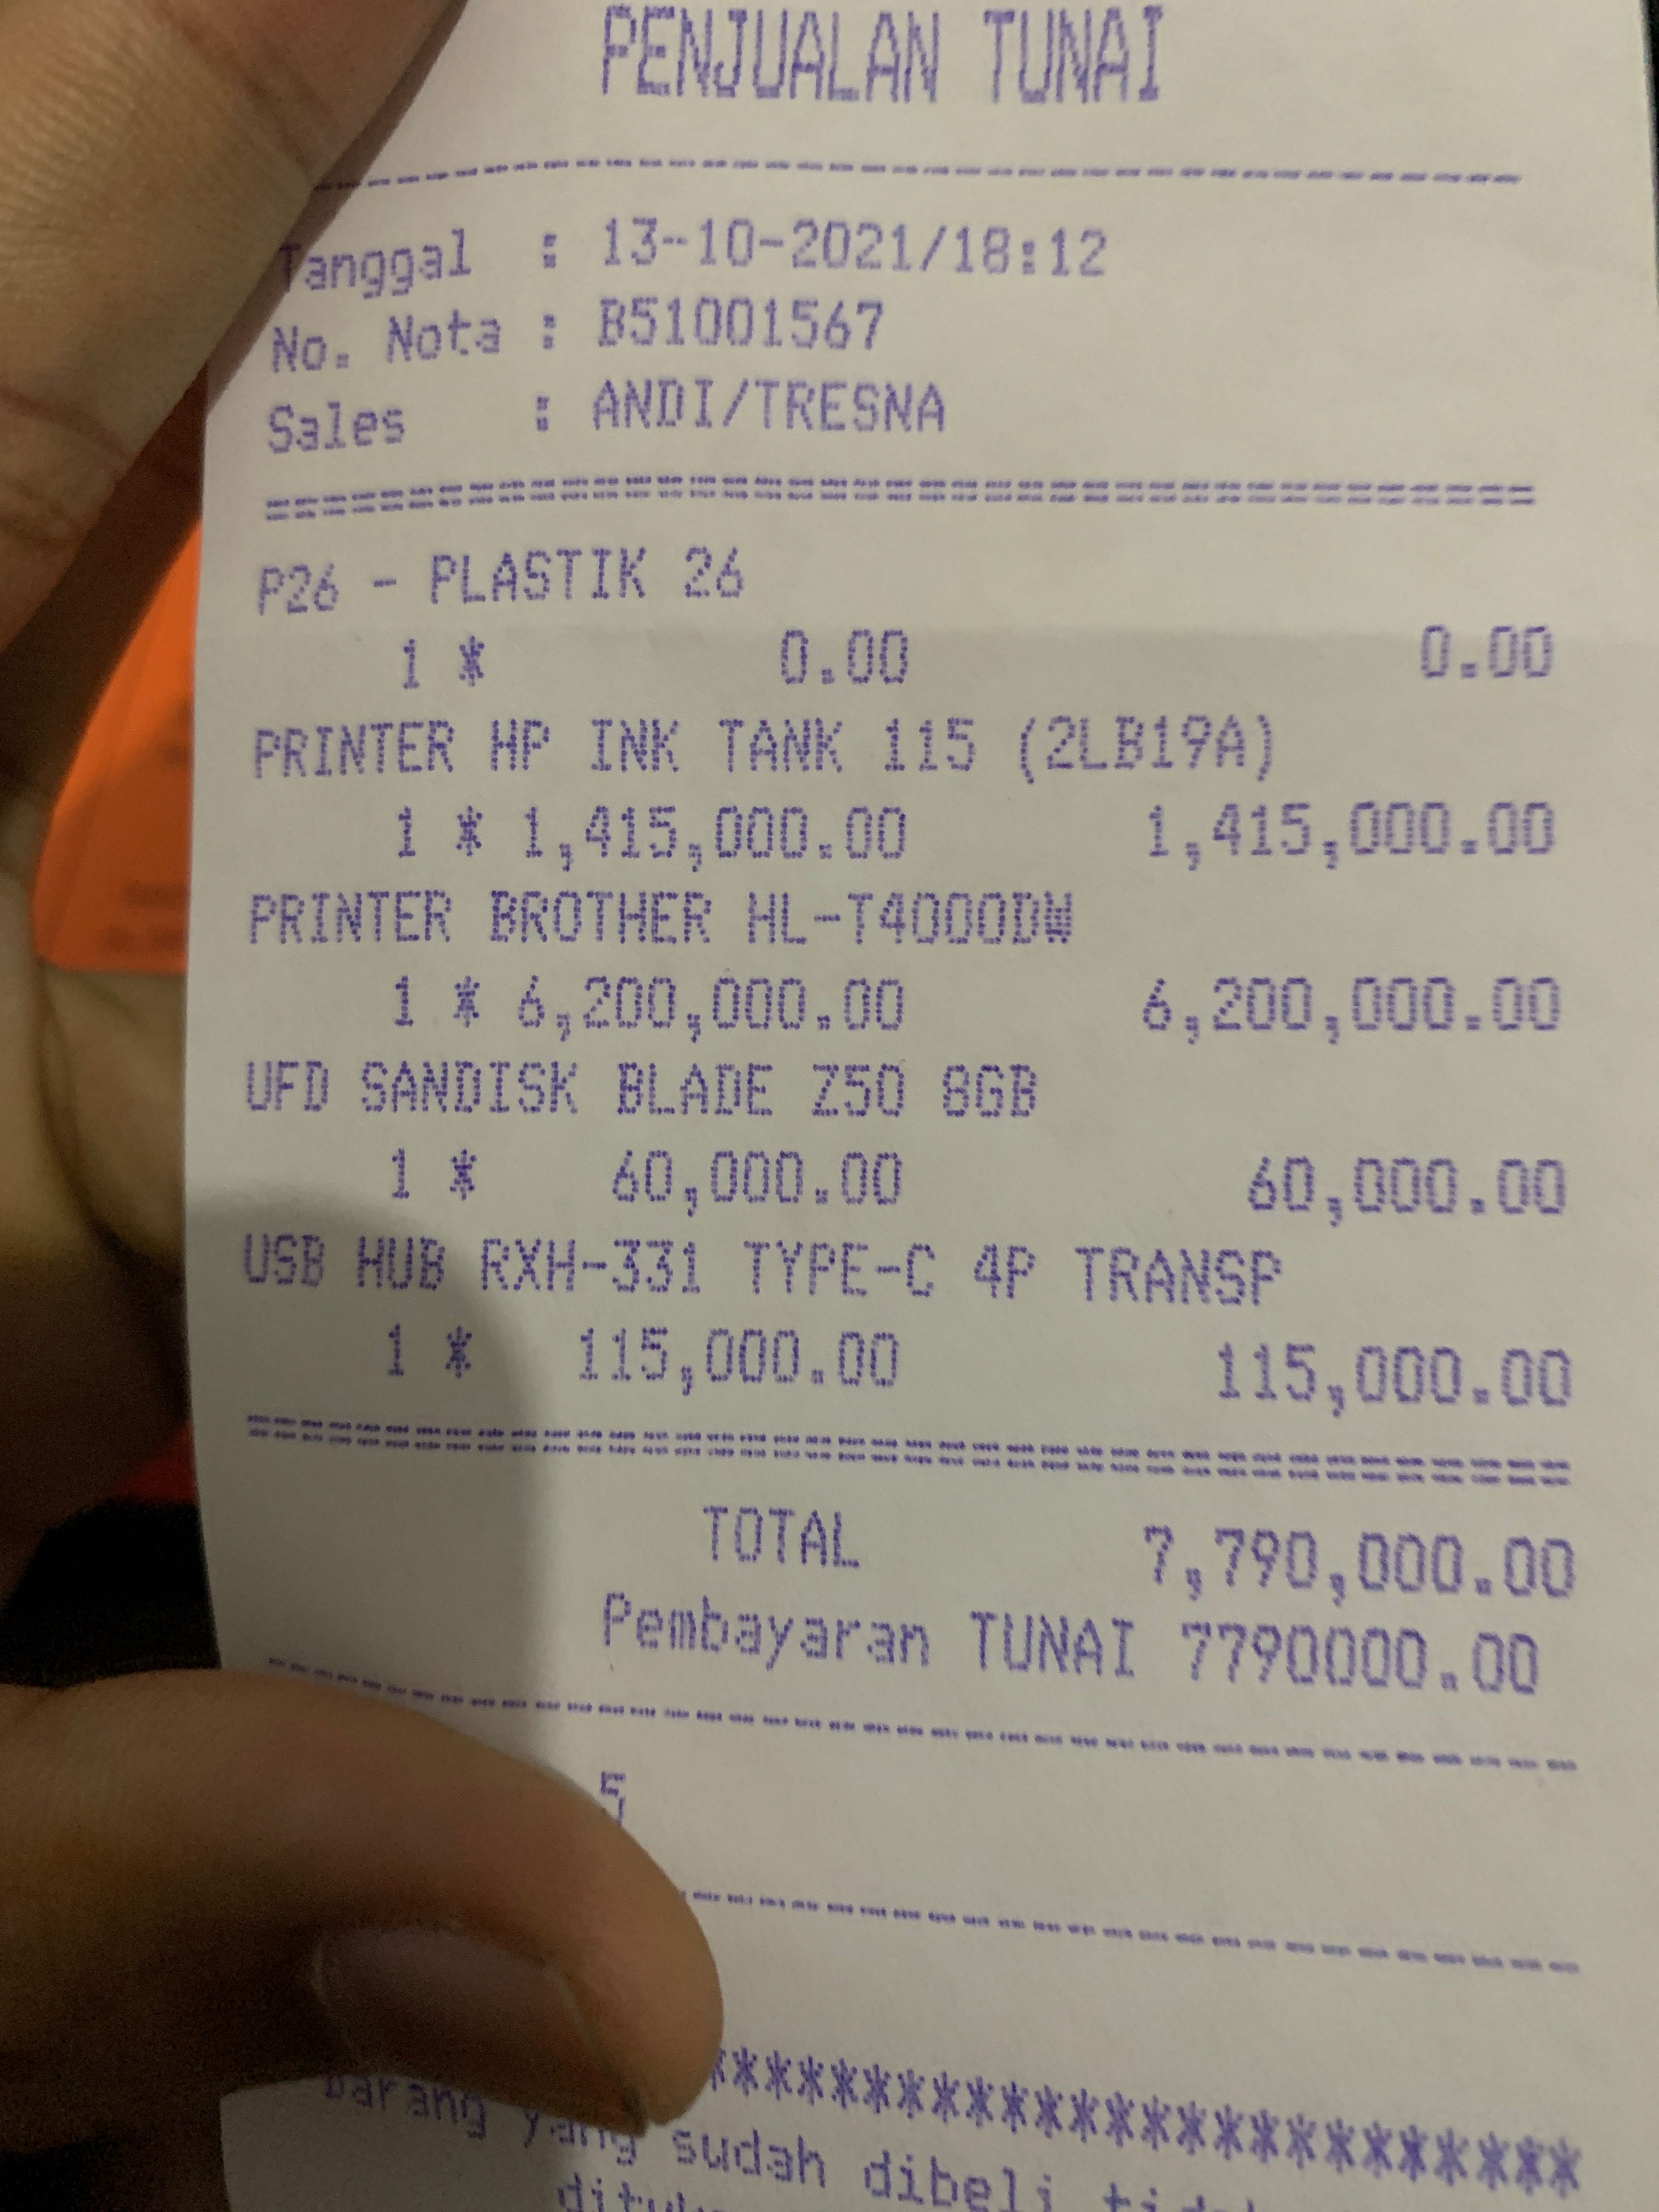 PENJUALAN TUNAI
Tanggal : 13-10-2021/18:12
No. Nota : B51001567
Sales : ANDI/TRESNA
P26 - PLASTIK 26
1 * 0.00 0.00
PRINTER HP INK TANK 115 (2LB19A)
1 * 1,415,000.00 1,415,000.00
PRINTER BROTHER HL-T4000DW
1 * 6,200,000.00 6,200,000.00
UFD SANDISK BLADE Z50 8GB
1 * 60,000.00 60,000.00
USB HUB RXH-331 TYPE-C 4P TRANSP
1 * 115,000.00 115,000.00
TOTAL 7,790,000.00
Pembayaran TUNAI 7790000.00
5
*************************
barang yang sudah dibeli